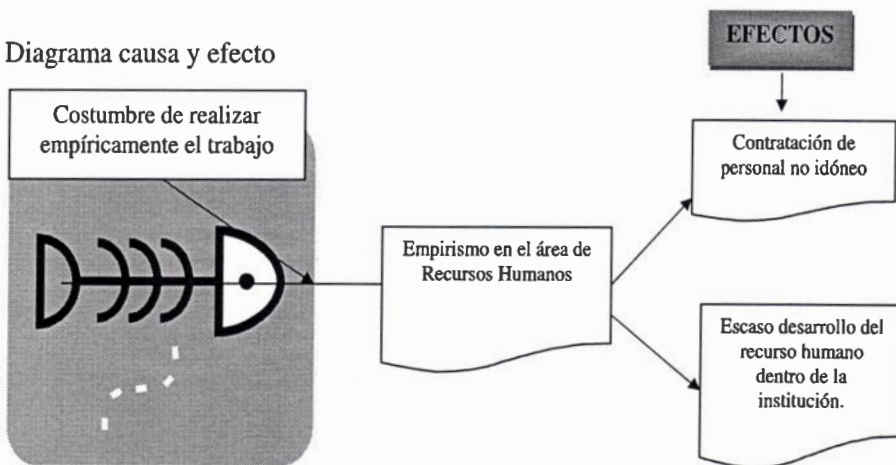 Diagrama causa y efecto
EFECTOS
Costumbre de realizar
empíricamente el trabajo
Contratación de
personal no idóneo
Empirismo en el área de
Recursos Humanos
Escaso desarrollo del
recurso humano
dentro de la
institución.